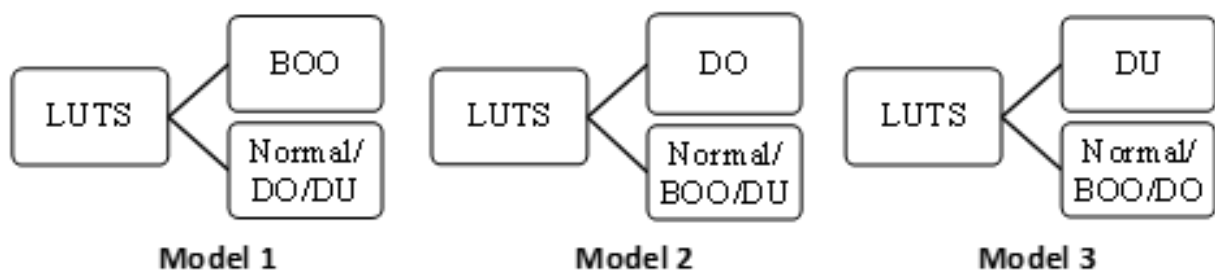 LUTS
BOO
Normal/
DO/DU
Model 1
LUTS
DO
Normal/
BOO/DU
Model 2
LUTS
DU
Normal/
BOO/DO
Model 3